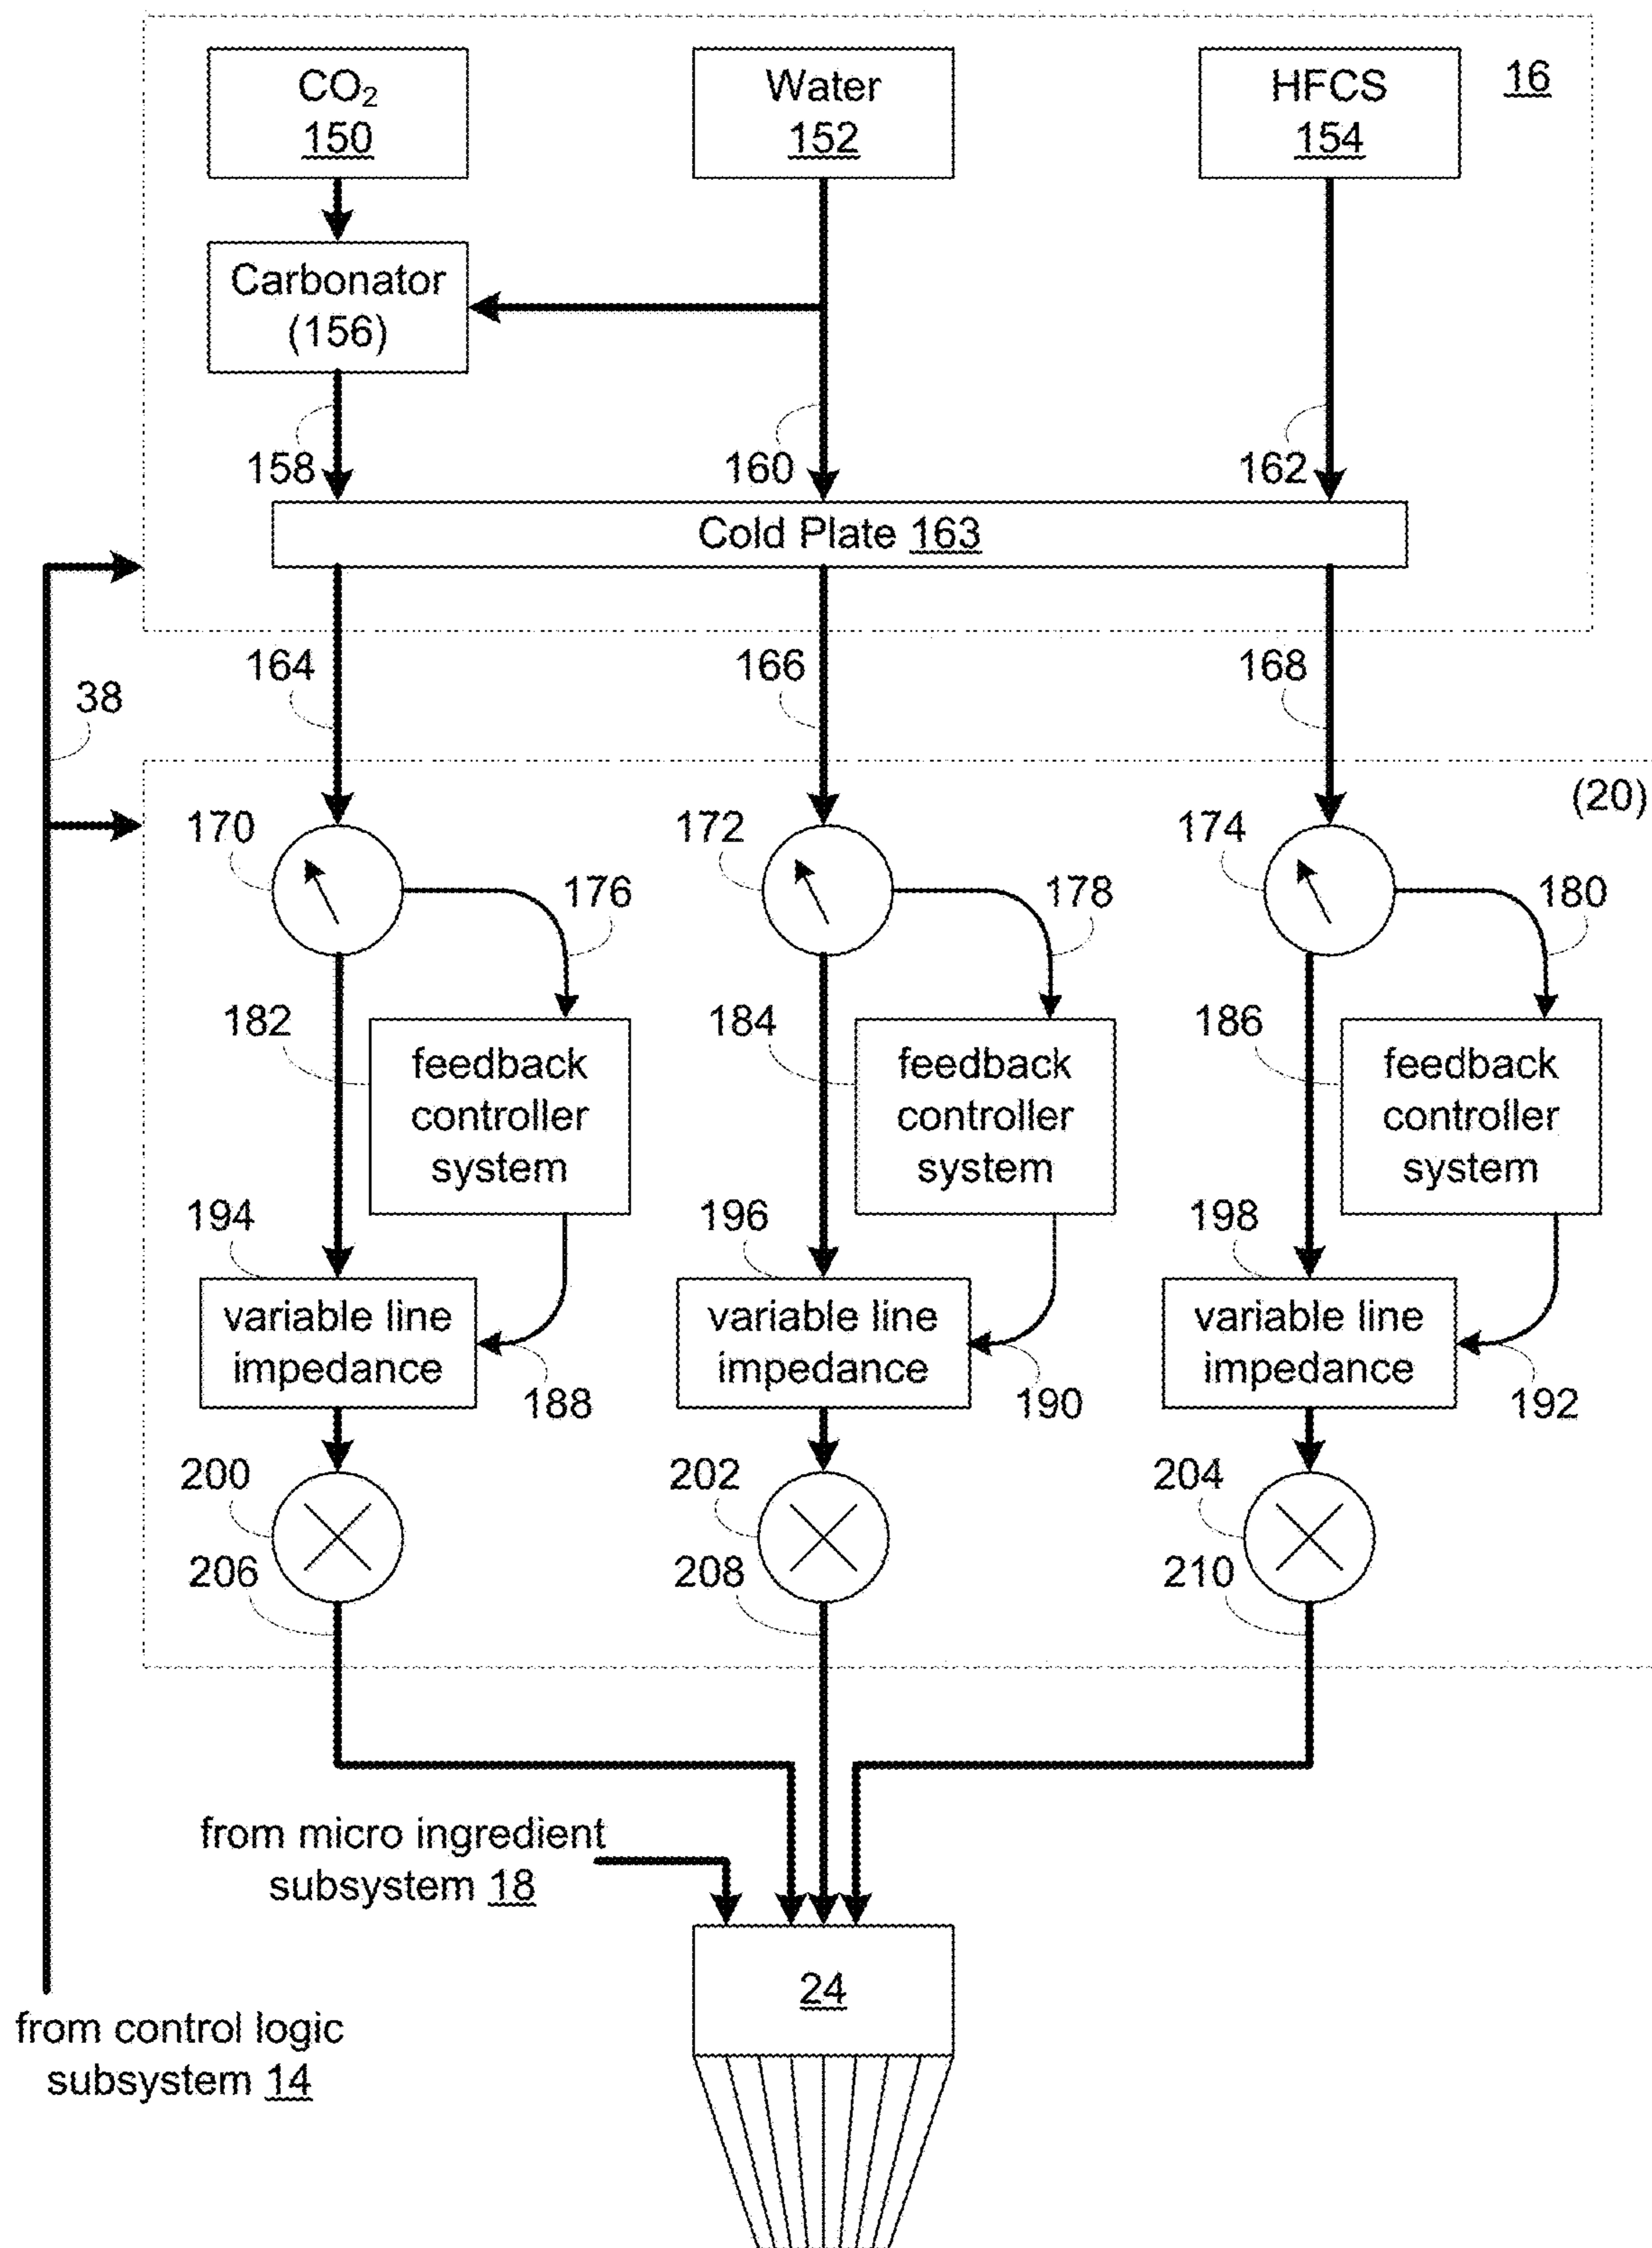 CO₂
150
Water
152
HFCS
154
16
Carbonator
(156)
158
160
162
Cold Plate 163
164
166
168
38
(20)
170
172
174
176
178
180
182
184
186
feedback
controller
system
feedback
controller
system
feedback
controller
system
194
196
198
variable line
impedance
variable line
impedance
variable line
impedance
188
190
192
200
202
204
206
208
210
from micro ingredient
subsystem 18
24
from control logic
subsystem 14